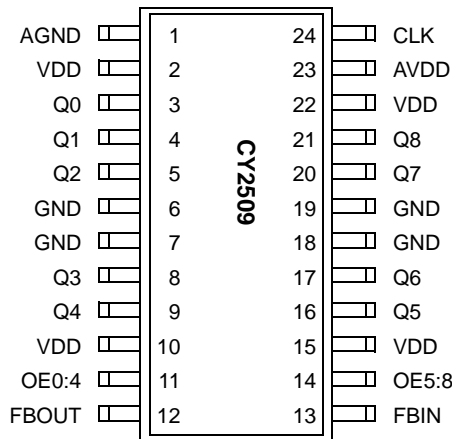 AGND 1 24 CLK
VDD 2 23 AVDD
Q0 3 22 VDD
Q1 4 21 Q8
Q2 5 20 Q7
GND 6 19 GND
GND 7 18 GND
Q3 8 17 Q6
Q4 9 16 Q5
VDD 10 15 VDD
OE0:4 11 14 OE5:8
FBOUT 12 13 FBIN
CY2509